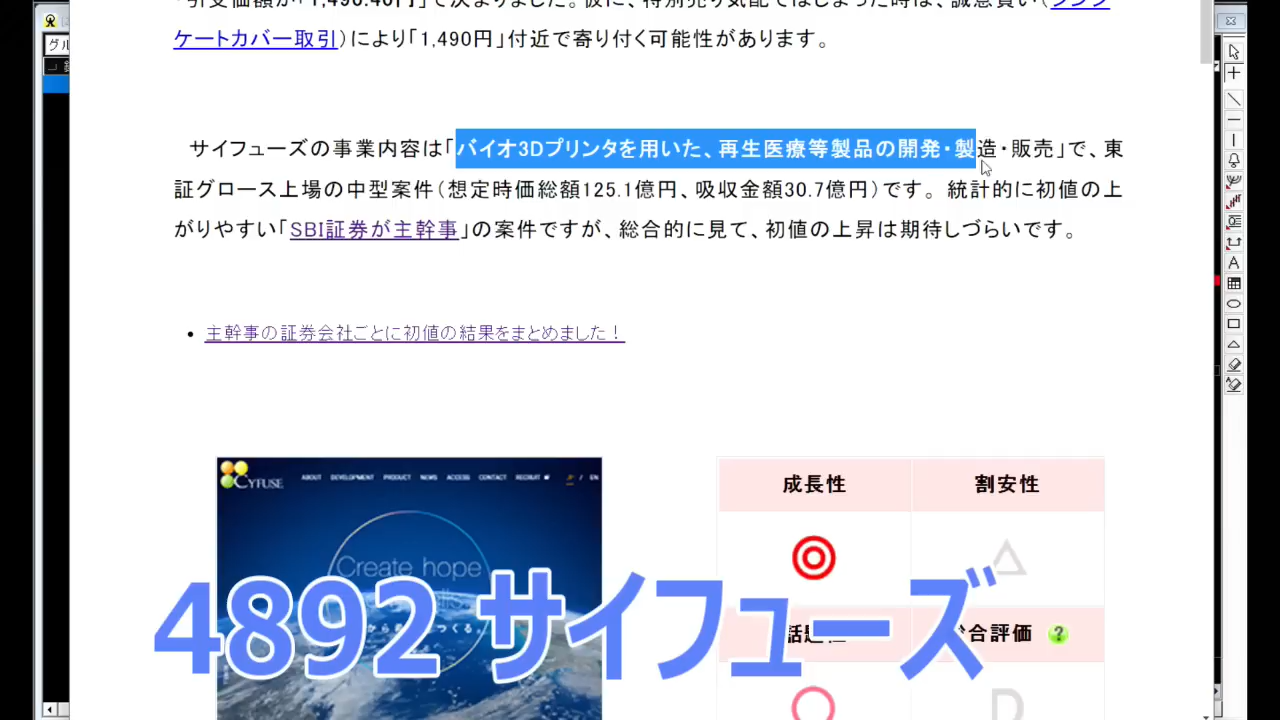 ケートカバー取引)により「1,490円」付近で寄り付く可能性があります。
サイフューズの事業内容は「バイオ3Dプリンタを用いた、再生医療等製品の開発・製造・販売」で、東
証グロース上場の中型案件(想定時価総額125.1億円、吸収金額30.7億円)です。統計的に初値の上
がりやすい「SBI証券が主幹事」の案件ですが、総合的に見て、初値の上昇は期待しづらいです。
• 主幹事の証券会社ごとに初値の結果をまとめました！
CYFUSE ABOUT DEVELOPMENT PRODUCT NEWS ACCESS CONTACT RECRUIT / EN
Create hope
成長性 割安性
◎ △
4892 サイフューズ
合評価 ?
D